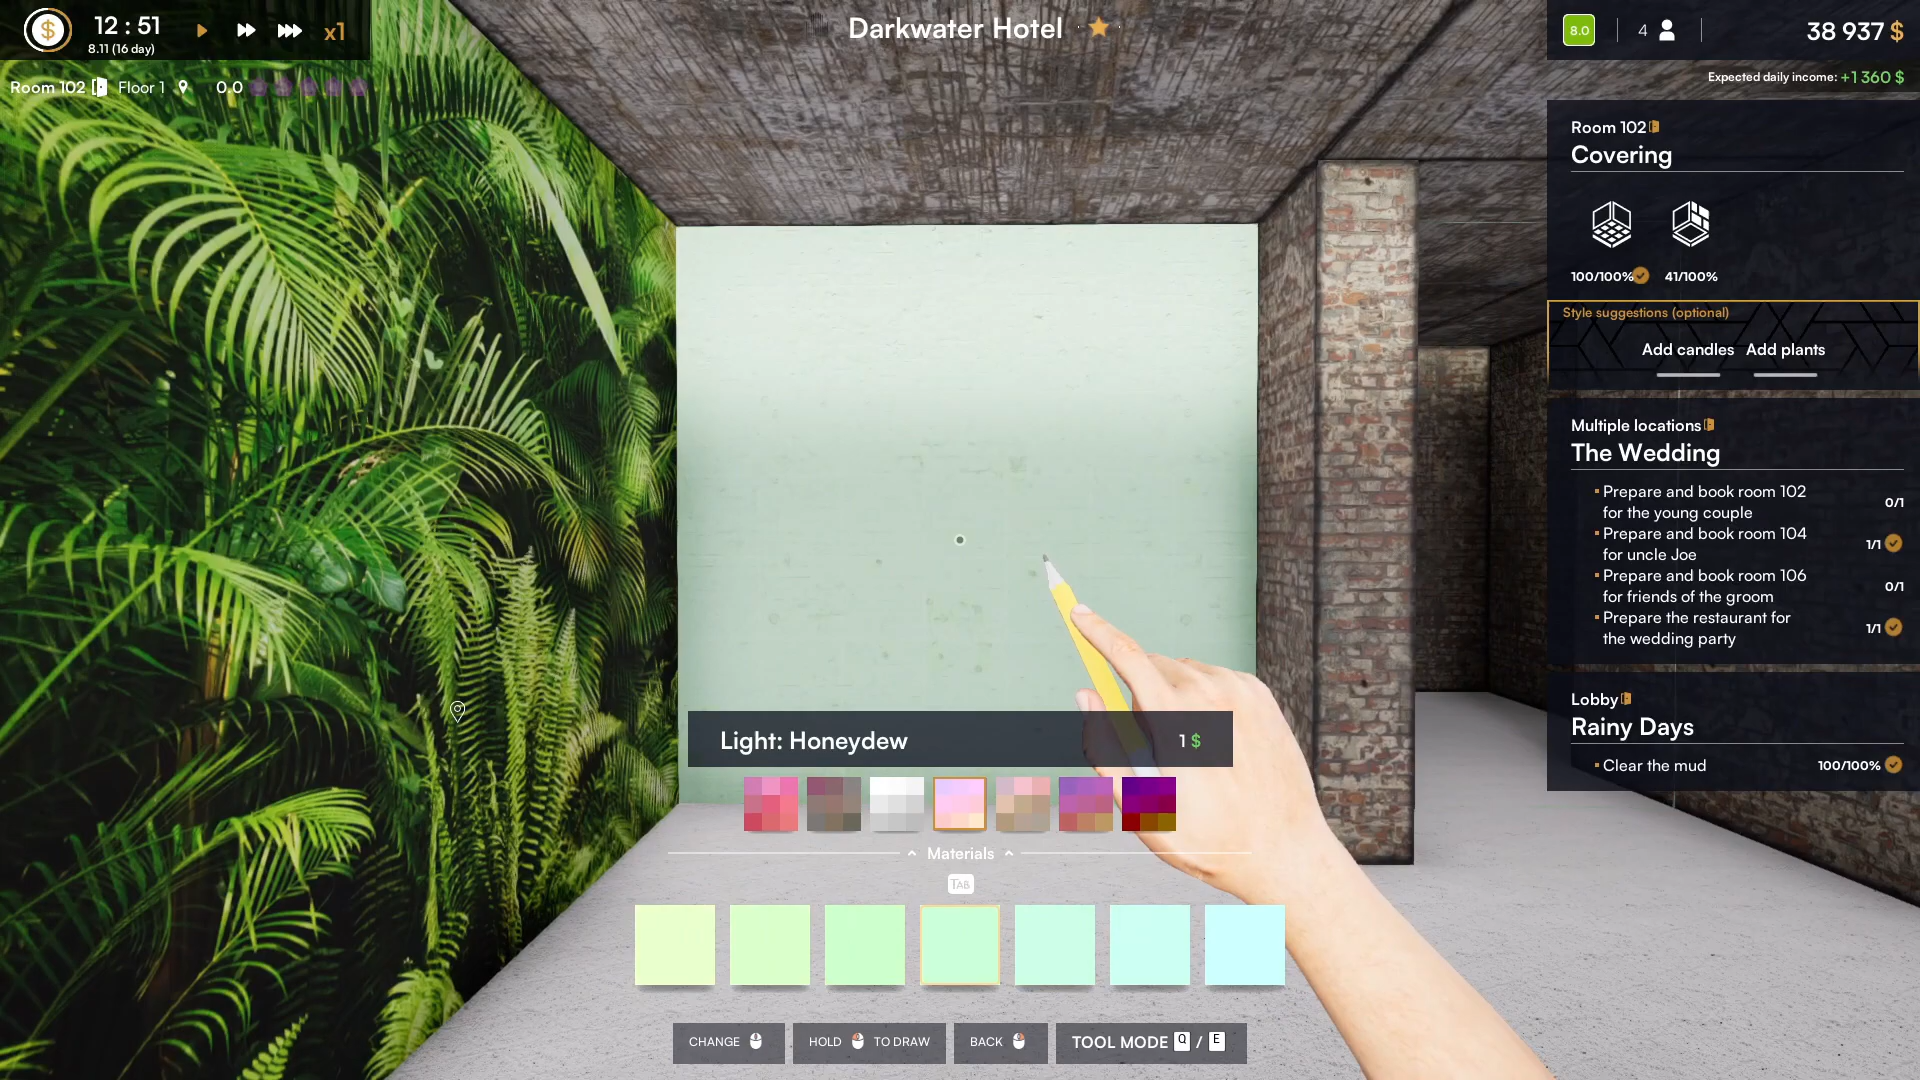 12 : 51
8.11 (16 day)
x1
Darkwater Hotel
8.0
4
38 937 $
Expected daily income: +1 360 $
Room 102
Floor 1
0.0
Room 102
Covering
100/100%
41/100%
Style suggestions (optional)
Add candles
Add plants
Multiple locations
The Wedding
Prepare and book room 102
for the young couple
0/1
Prepare and book room 104
for uncle Joe
1/1
Prepare and book room 106
for friends of the groom
0/1
Prepare the restaurant for
the wedding party
1/1
Lobby
Rainy Days
Clear the mud
100/100%
Light: Honeydew
1 $
Materials
TAB
CHANGE
HOLD TO DRAW
BACK
TOOL MODE Q / E